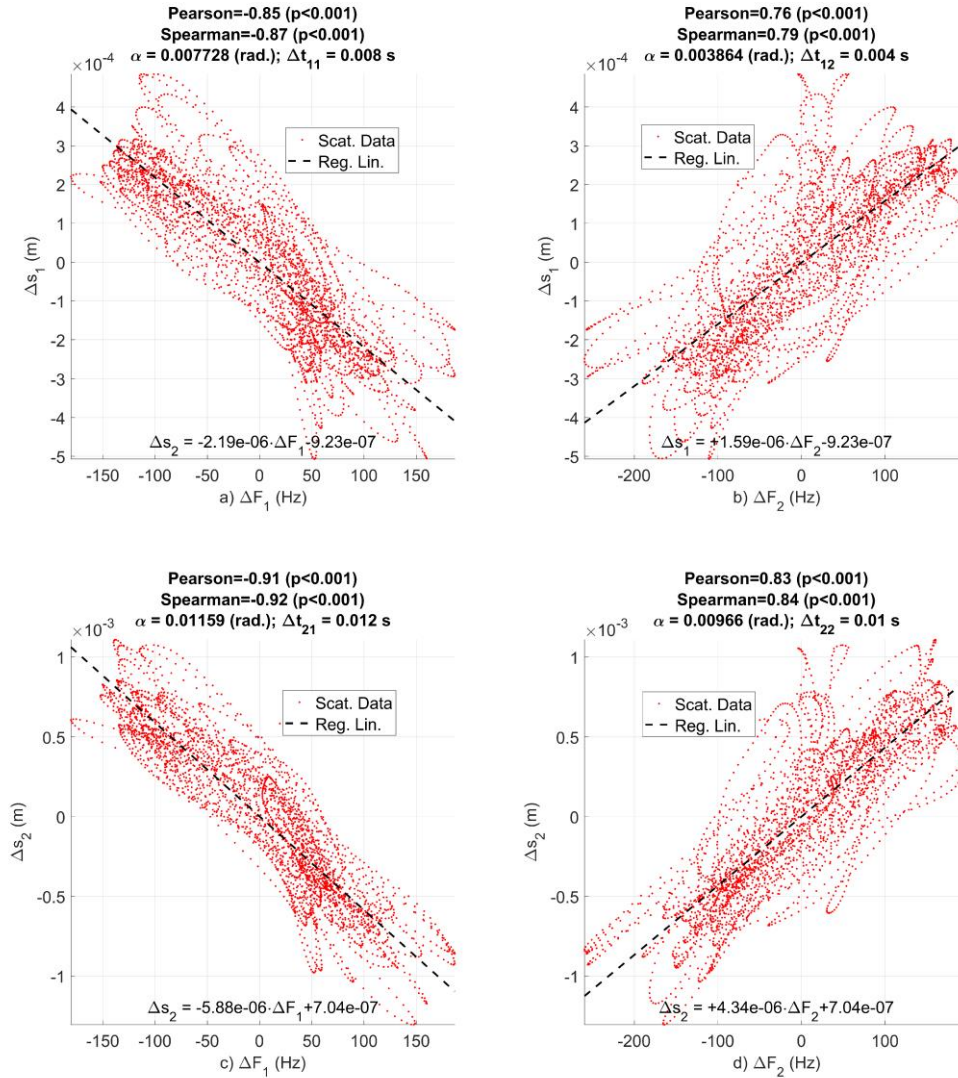 Pearson=-0.85 (p<0.001)
Spearman=-0.87 (p<0.001)
α = 0.007728 (rad.); Δt₁₁ = 0.008 s
×10⁻⁴
4
3
2
1
0
-1
-2
-3
-4
-5
Δs₁ (m)
Scat. Data
Reg. Lin.
Δs₂ = -2.19e-06·ΔF₁-9.23e-07
-150 -100 -50 0 50 100 150
a) ΔF₁ (Hz)
Pearson=0.76 (p<0.001)
Spearman=0.79 (p<0.001)
α = 0.003864 (rad.); Δt₁₂ = 0.004 s
×10⁻⁴
4
3
2
1
0
-1
-2
-3
-4
-5
Δs₁ (m)
Scat. Data
Reg. Lin.
Δs₁ = +1.59e-06·ΔF₂-9.23e-07
-200 -100 0 100
b) ΔF₂ (Hz)
Pearson=-0.91 (p<0.001)
Spearman=-0.92 (p<0.001)
α = 0.01159 (rad.); Δt₂₁ = 0.012 s
×10⁻³
1
0.5
0
-0.5
-1
Δs₂ (m)
Scat. Data
Reg. Lin.
Δs₂ = -5.88e-06·ΔF₁+7.04e-07
-150 -100 -50 0 50 100 150
c) ΔF₁ (Hz)
Pearson=0.83 (p<0.001)
Spearman=0.84 (p<0.001)
α = 0.00966 (rad.); Δt₂₂ = 0.01 s
×10⁻³
1
0.5
0
-0.5
-1
Δs₂ (m)
Scat. Data
Reg. Lin.
Δs₂ = +4.34e-06·ΔF₂+7.04e-07
-200 -100 0 100
d) ΔF₂ (Hz)